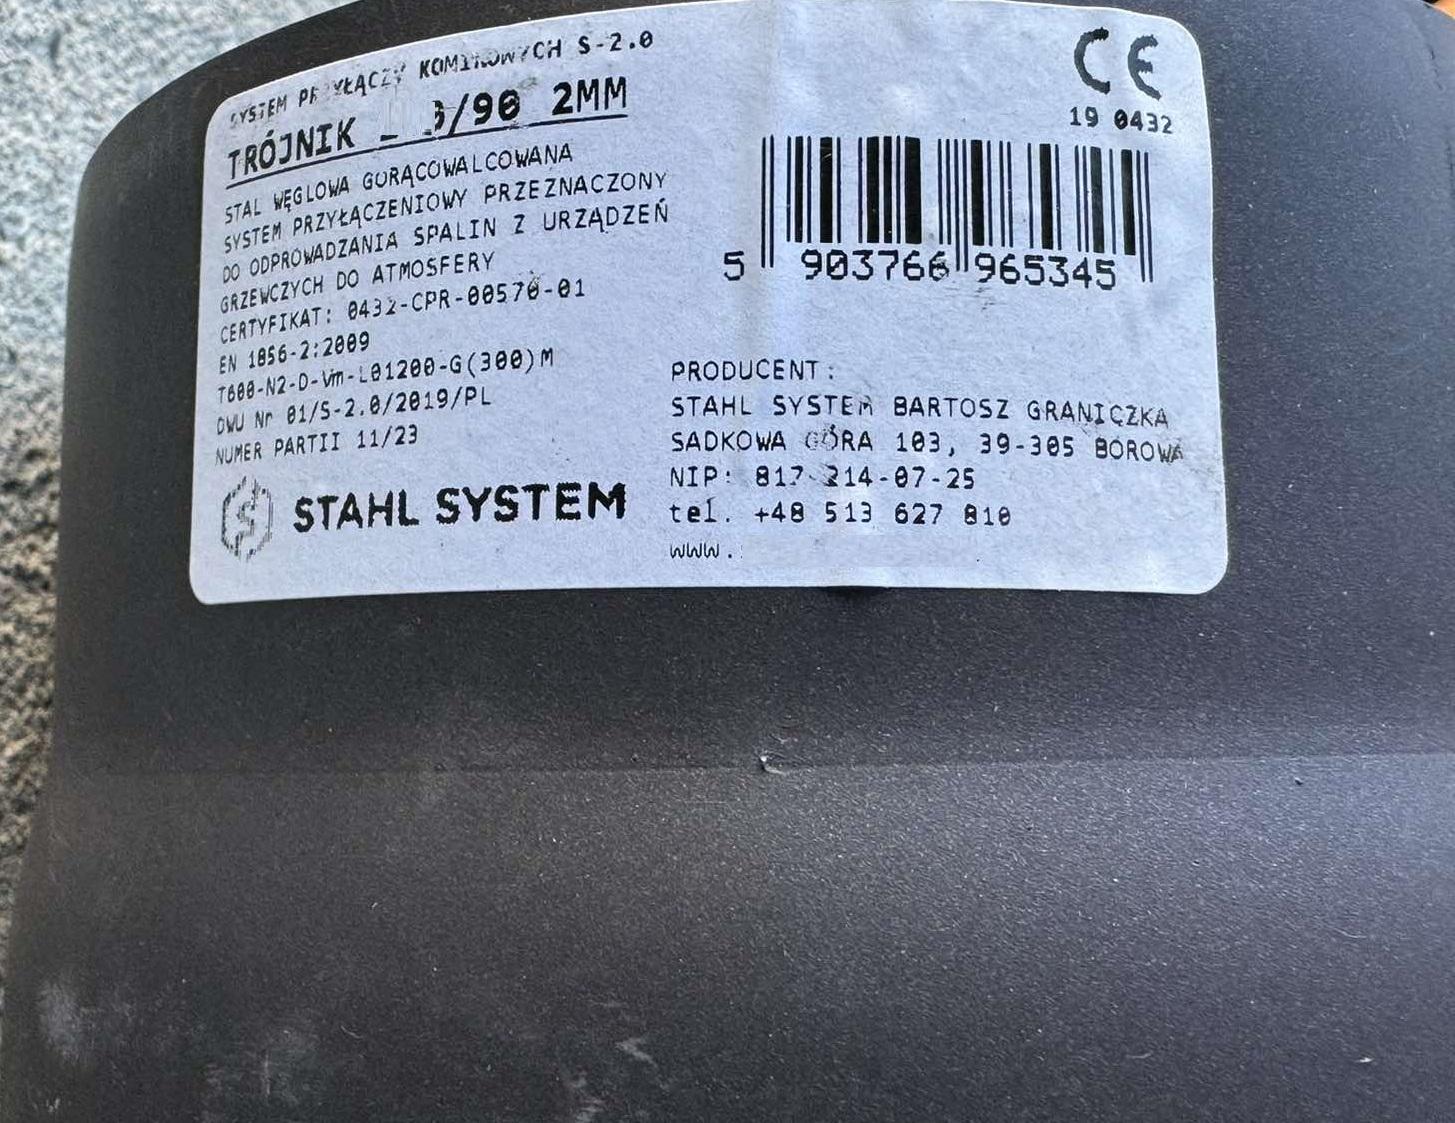 SYSTEM PRZYŁĄCZY KOMINOWYCH S-2.0
TRÓJNIK /90 2MM
STAL WĘGLOWA GORĄCOWALCOWANA
SYSTEM PRZYŁĄCZENIOWY PRZEZNACZONY
DO ODPROWADZANIA SPALIN Z URZĄDZEŃ
GRZEWCZYCH DO ATMOSFERY
CERTYFIKAT: 0432-CPR-00570-01
EN 1856-2:2009
T600-N2-D-Vm-L01200-G(300)M
DWU Nr 01/S-2.0/2019/PL
NUMER PARTII 11/23
STAHL SYSTEM
CE
19 0432
5 903766 965345
PRODUCENT:
STAHL SYSTEM BARTOSZ GRANICZKA
SADKOWA GÓRA 103, 39-305 BOROWA
NIP: 817-214-07-25
tel. +48 513 627 810
www.